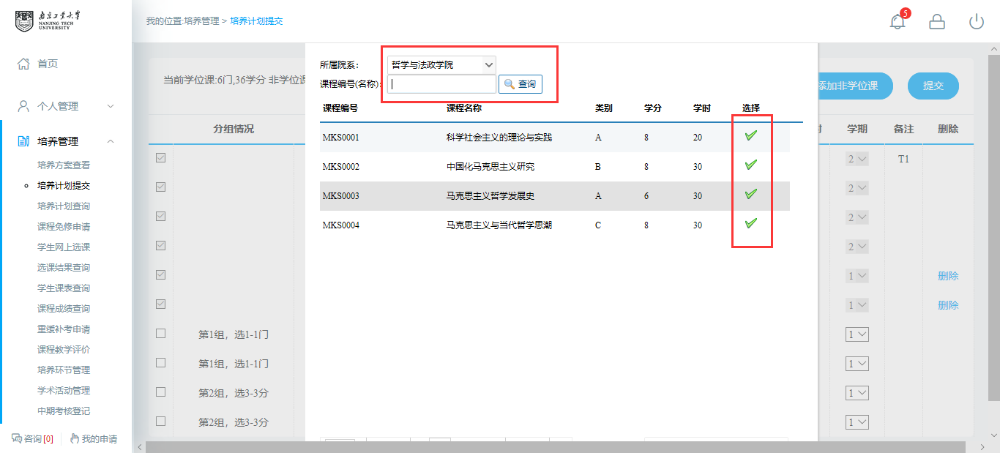 南京工业大学
NANJING TECH
UNIVERSITY
首页
个人管理
培养管理
培养方案查看
培养计划提交
培养计划查询
课程免修申请
学生网上选课
选课结果查询
学生课表查询
课程成绩查询
重缓补考申请
课程教学评价
培养环节管理
学术活动管理
中期考核登记
咨询[0]
我的申请
我的位置:培养管理 > 培养计划提交
5
当前学位课:6门,36学分 非学位课
添加非学位课
提交
所属院系：
哲学与法政学院
课程编号(名称):
查询
课程编号 课程名称 类别 学分 学时 选择
MKS0001 科学社会主义的理论与实践 A 8 20
MKS0002 中国化马克思主义研究 B 8 30
MKS0003 马克思主义哲学发展史 A 6 30
MKS0004 马克思主义与当代哲学思潮 C 8 30
分组情况 学期 备注 删除
2 T1
2
2
2
1 删除
1 删除
第1组，选1-1门 1
第1组，选1-1门 1
第2组，选3-3分 1
第2组，选3-3分 1